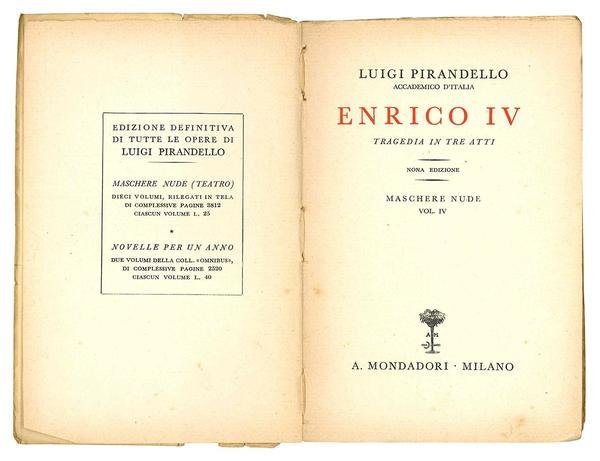 EDIZIONE DEFINITIVA
DI TUTTE LE OPERE DI
LUIGI PIRANDELLO
MASCHERE NUDE (TEATRO)
DIECI VOLUMI, RILEGATI IN TELA
DI COMPLESSIVE PAGINE 3812
CIASCUN VOLUME L. 25
*
NOVELLE PER UN ANNO
DUE VOLUMI DELLA COLL. «OMNIBUS»,
DI COMPLESSIVE PAGINE 2320
CIASCUN VOLUME L. 40
LUIGI PIRANDELLO
ACCADEMICO D'ITALIA
ENRICO IV
TRAGEDIA IN TRE ATTI
NONA EDIZIONE
MASCHERE NUDE
VOL. IV
A M
A. MONDADORI · MILANO